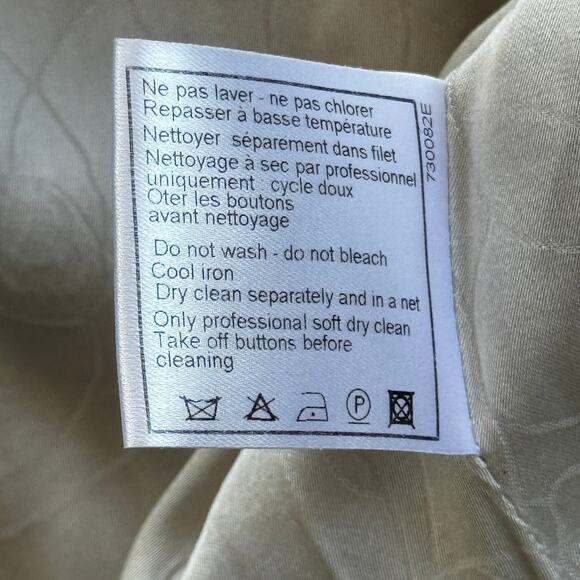 Ne pas laver - ne pas chlorer
Repasser à basse température
Nettoyer séparement dans filet
Nettoyage à sec par professionnel
uniquement : cycle doux
Oter les boutons
avant nettoyage
Do not wash - do not bleach
Cool iron
Dry clean separately and in a net
Only professional soft dry clean
Take off buttons before
cleaning
P
730082E